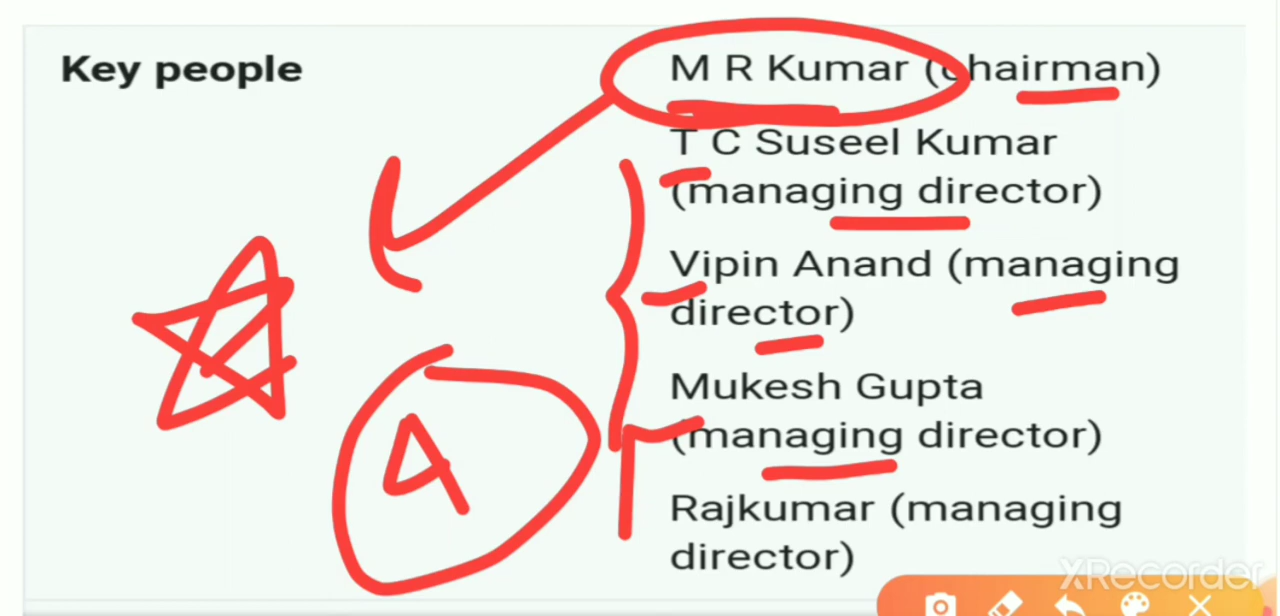 Key people
M R Kumar (chairman)
T C Suseel Kumar
(managing director)
Vipin Anand (managing
director)
Mukesh Gupta
(managing director)
Rajkumar (managing
director)
4
XRecorder